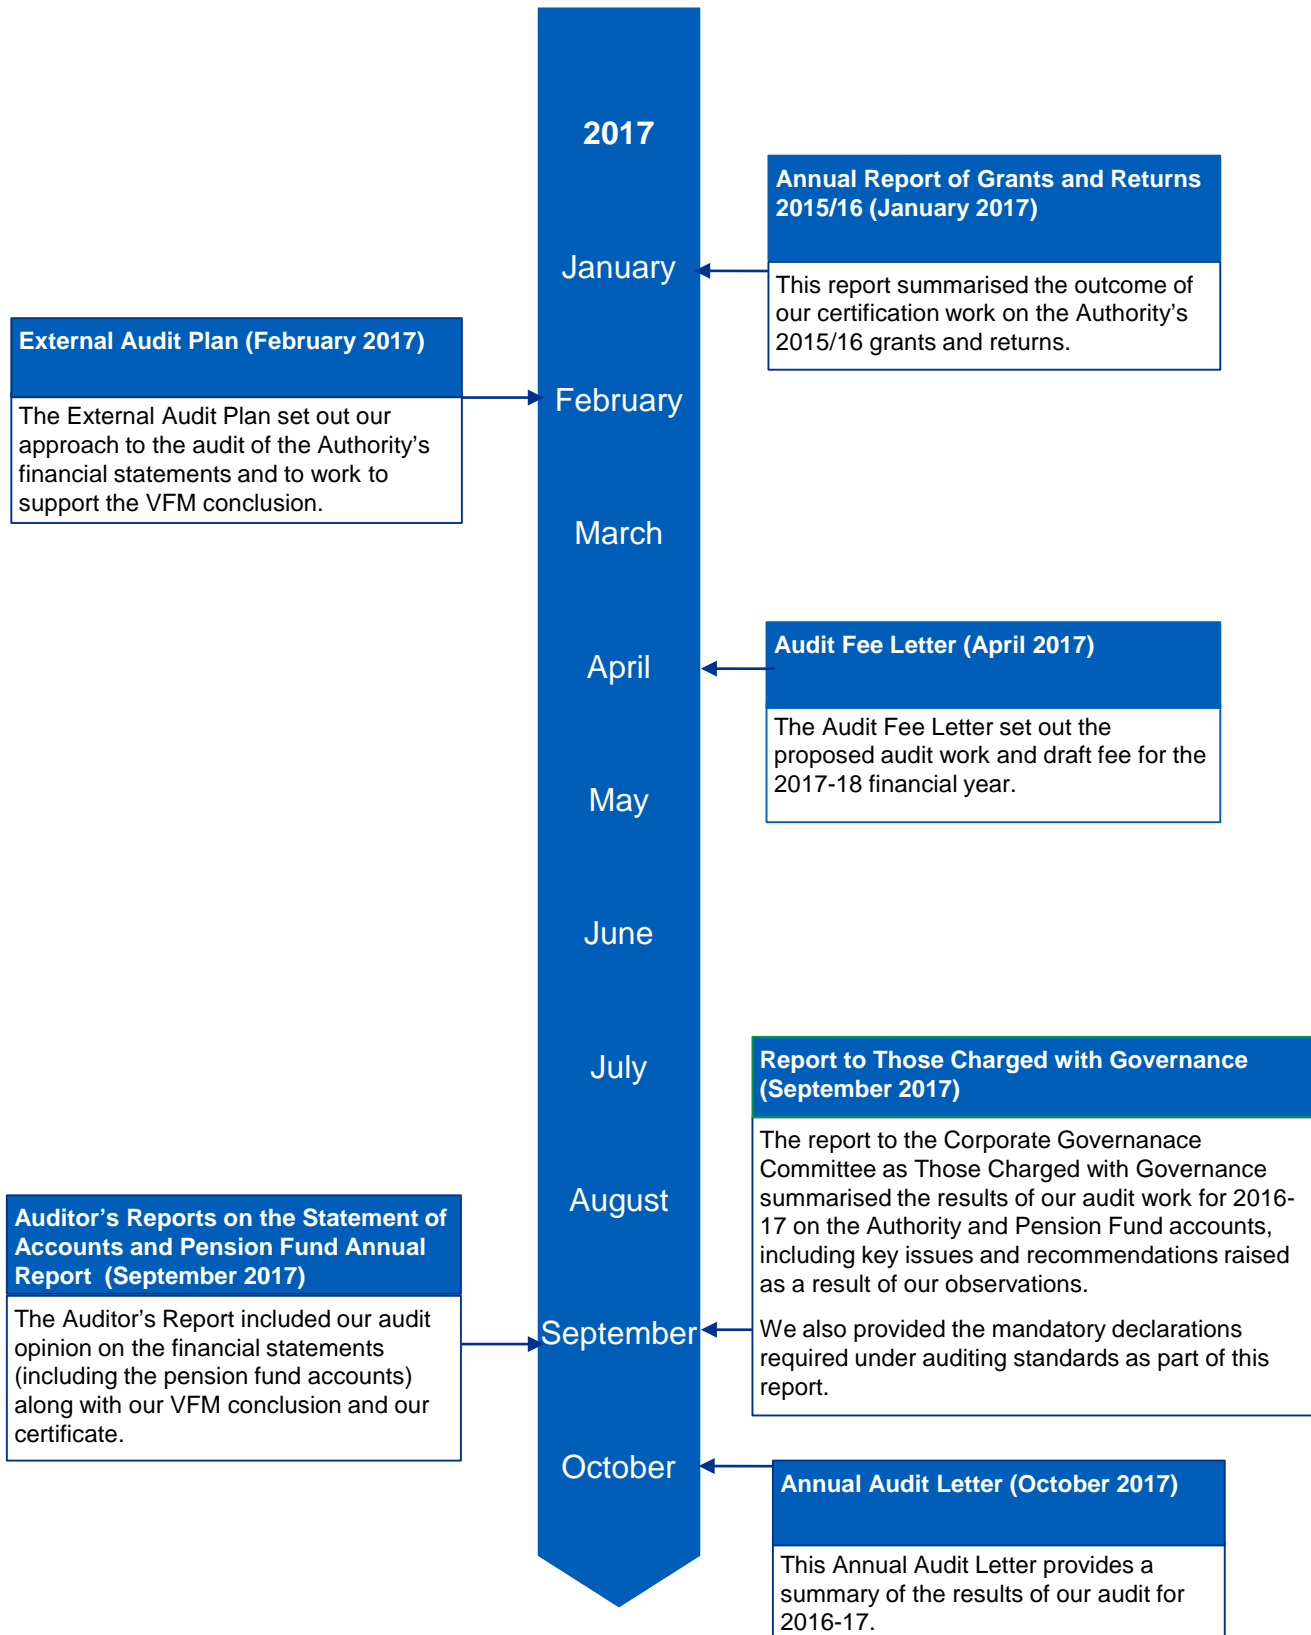 2017
Annual Report of Grants and Returns
2015/16 (January 2017)
This report summarised the outcome of
our certification work on the Authority’s
2015/16 grants and returns.
January
External Audit Plan (February 2017)
The External Audit Plan set out our
approach to the audit of the Authority’s
financial statements and to work to
support the VFM conclusion.
February
March
Audit Fee Letter (April 2017)
The Audit Fee Letter set out the
proposed audit work and draft fee for the
2017-18 financial year.
April
May
June
July
Report to Those Charged with Governance
(September 2017)
The report to the Corporate Governanace
Committee as Those Charged with Governance
summarised the results of our audit work for 2016-
17 on the Authority and Pension Fund accounts,
including key issues and recommendations raised
as a result of our observations.
We also provided the mandatory declarations
required under auditing standards as part of this
report.
August
Auditor’s Reports on the Statement of
Accounts and Pension Fund Annual
Report (September 2017)
The Auditor’s Report included our audit
opinion on the financial statements
(including the pension fund accounts)
along with our VFM conclusion and our
certificate.
September
October
Annual Audit Letter (October 2017)
This Annual Audit Letter provides a
summary of the results of our audit for
2016-17.